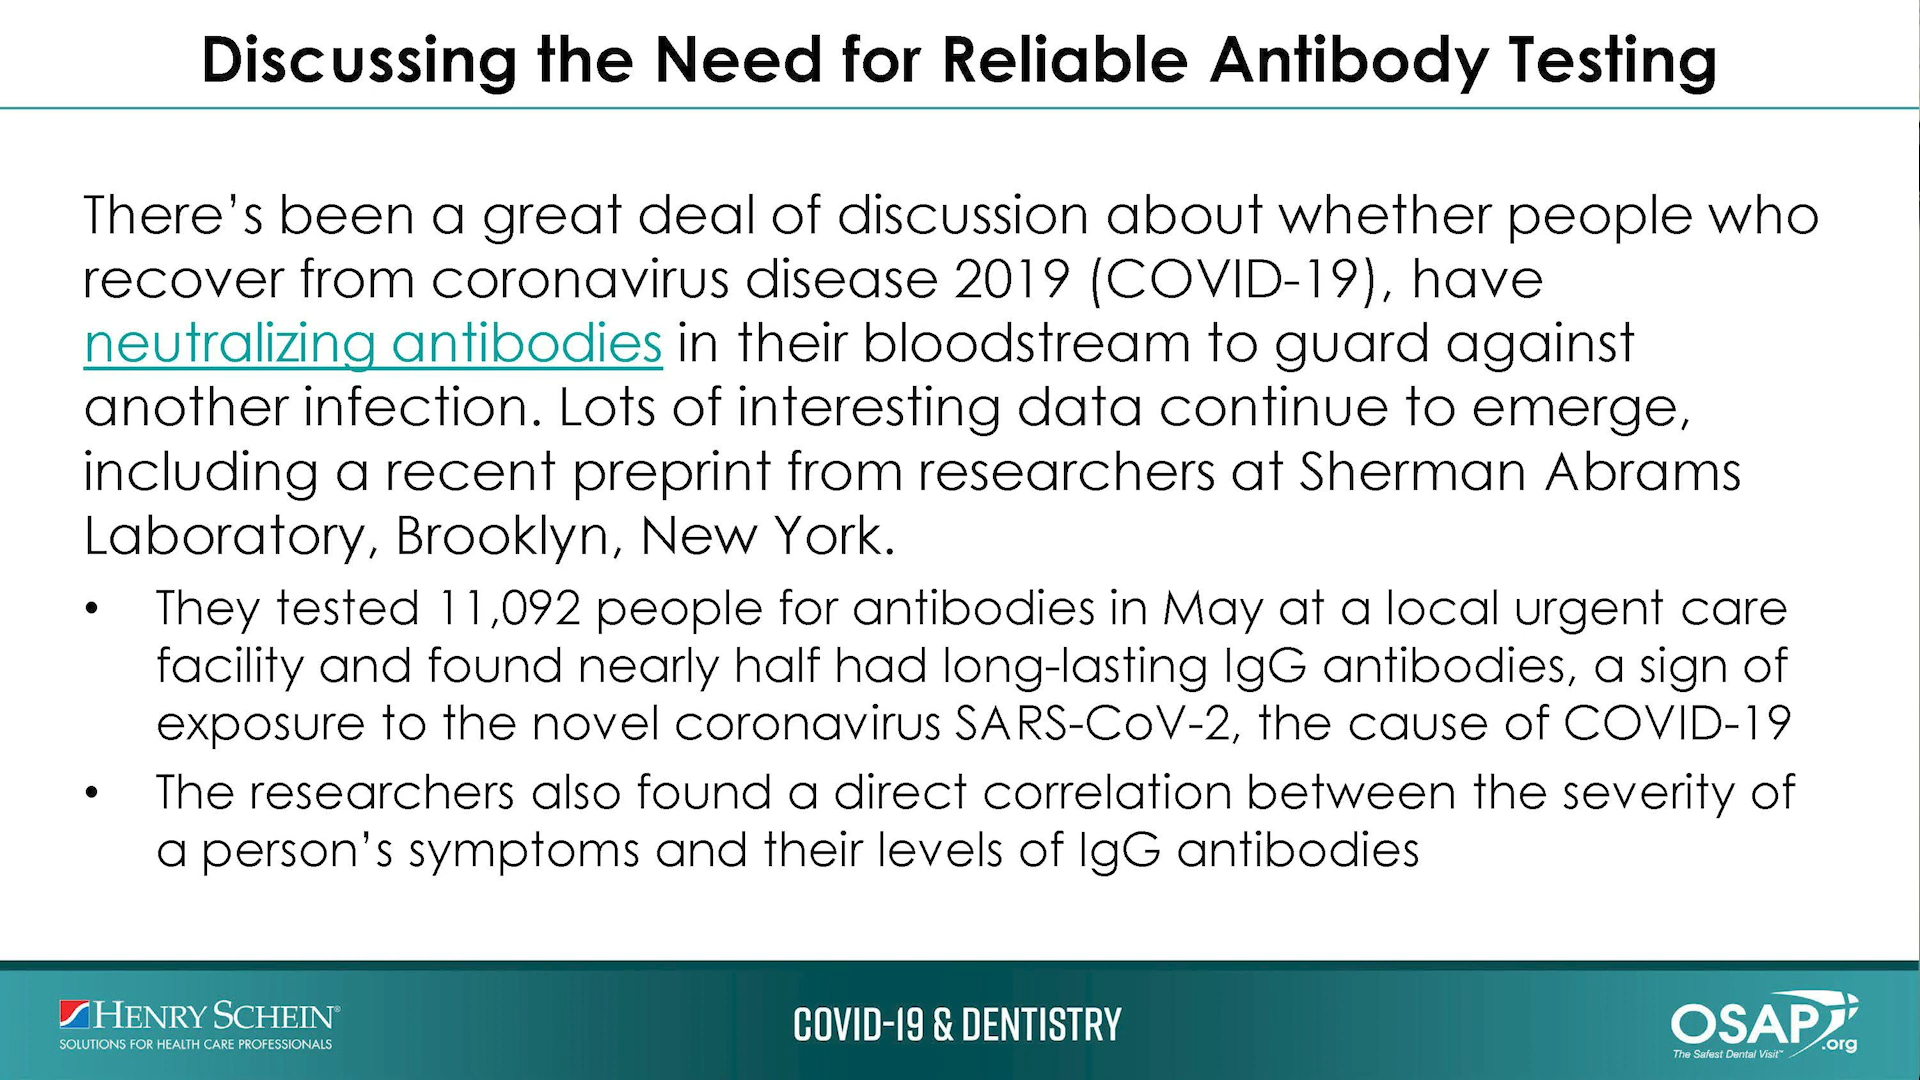 Discussing the Need for Reliable Antibody Testing
There’s been a great deal of discussion about whether people who
recover from coronavirus disease 2019 (COVID-19), have
neutralizing antibodies in their bloodstream to guard against
another infection. Lots of interesting data continue to emerge,
including a recent preprint from researchers at Sherman Abrams
Laboratory, Brooklyn, New York.
• They tested 11,092 people for antibodies in May at a local urgent care
facility and found nearly half had long-lasting IgG antibodies, a sign of
exposure to the novel coronavirus SARS-CoV-2, the cause of COVID-19
• The researchers also found a direct correlation between the severity of
a person’s symptoms and their levels of IgG antibodies
HENRY SCHEIN®
SOLUTIONS FOR HEALTH CARE PROFESSIONALS
COVID-19 & DENTISTRY
OSAP
.org
The Safest Dental Visit™